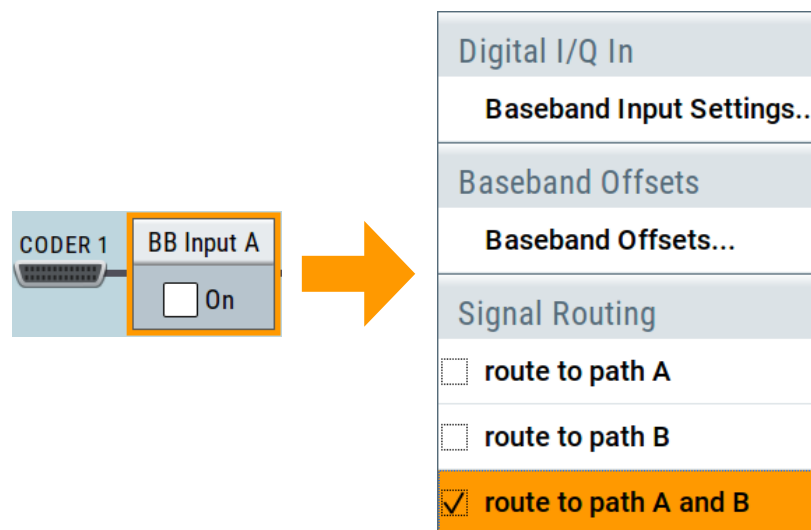 CODER 1
BB Input A
On
Digital I/Q In
Baseband Input Settings..
Baseband Offsets
Baseband Offsets...
Signal Routing
route to path A
route to path B
route to path A and B